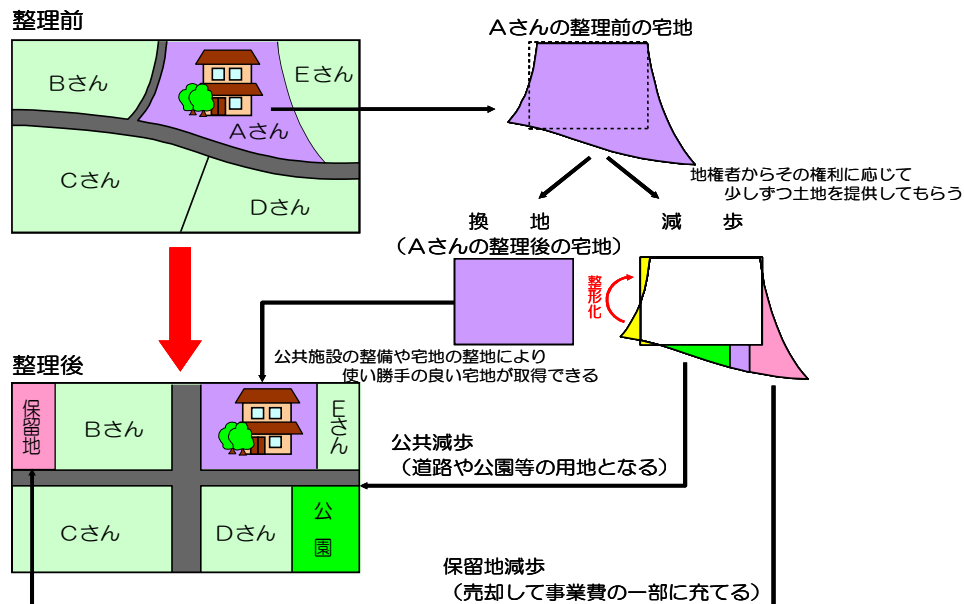 整理前
Bさん
Eさん
Aさん
Cさん
Dさん
Aさんの整理前の宅地
地権者からその権利に応じて
少しずつ土地を提供してもらう
換　地
(Aさんの整理後の宅地)
減　歩
整形化
公共施設の整備や宅地の整地により
使い勝手の良い宅地が取得できる
整理後
保留地
Bさん
Eさん
Cさん
Dさん
公
園
公共減歩
(道路や公園等の用地となる)
保留地減歩
(売却して事業費の一部に充てる)